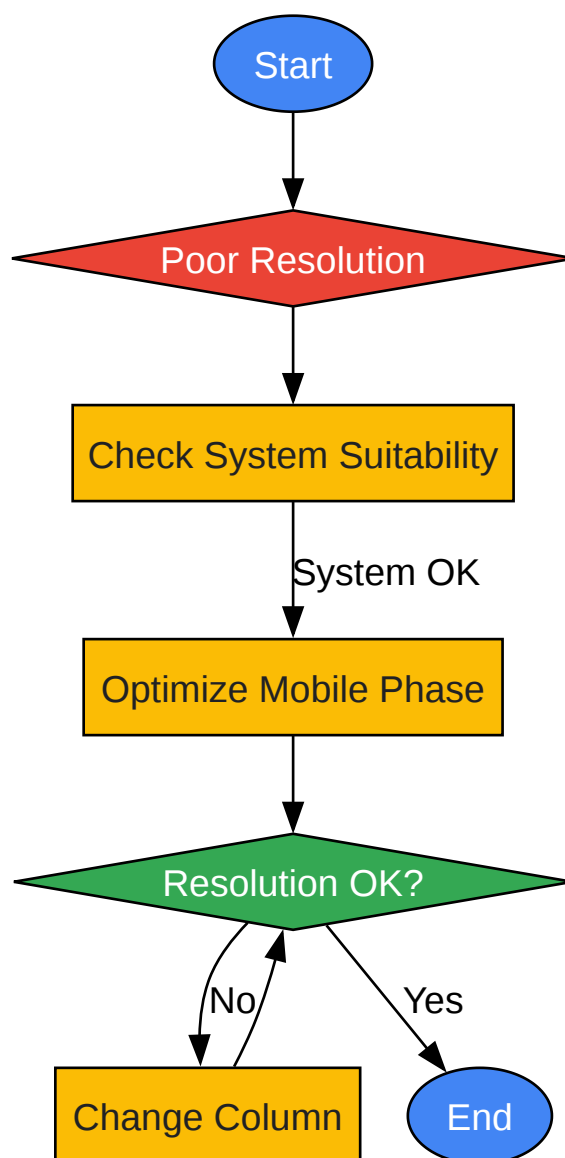 Start
Poor Resolution
Check System Suitability
System OK
Optimize Mobile Phase
Resolution OK?
No
Yes
Change Column
End